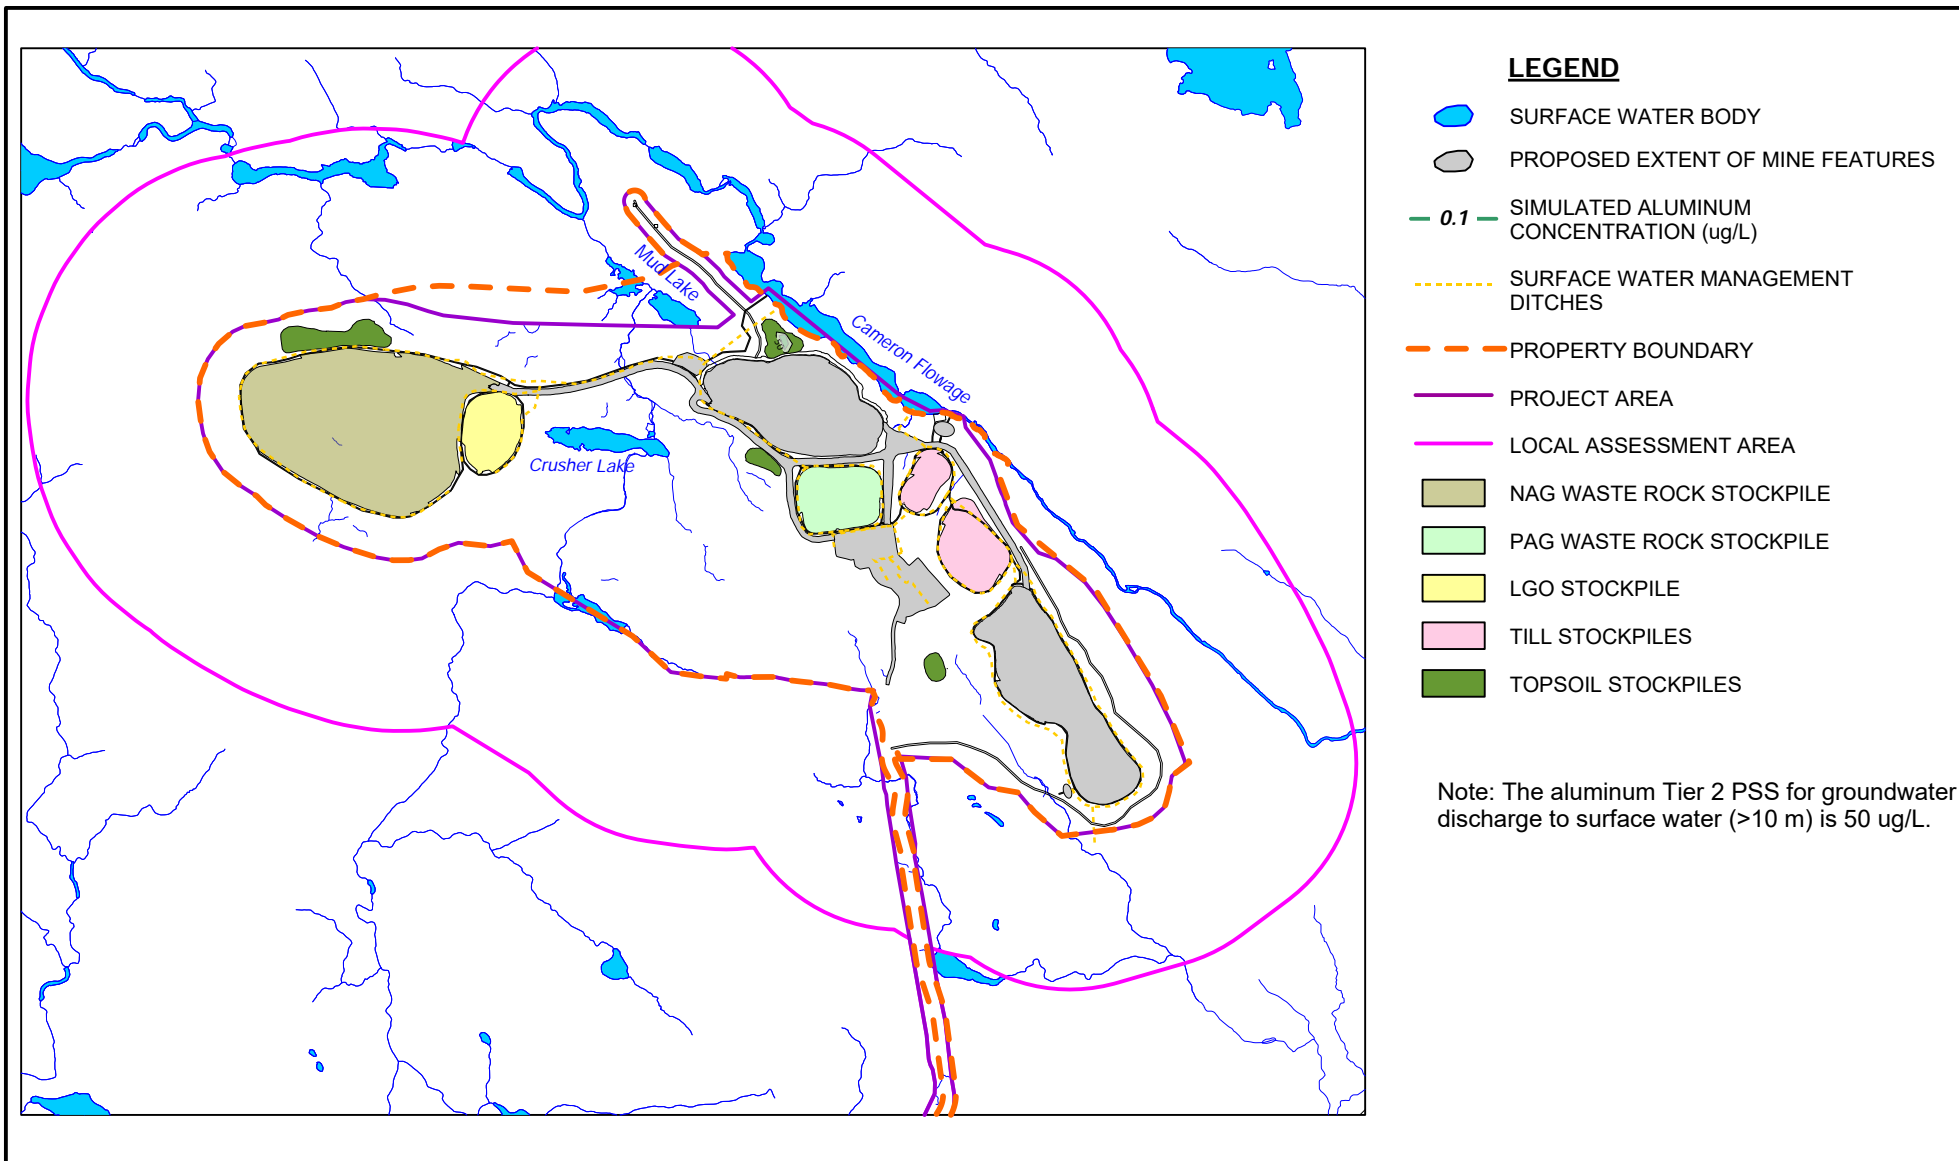 LEGEND
SURFACE WATER BODY
PROPOSED EXTENT OF MINE FEATURES
0.1
SIMULATED ALUMINUM
CONCENTRATION (ug/L)
SURFACE WATER MANAGEMENT
DITCHES
PROPERTY BOUNDARY
PROJECT AREA
LOCAL ASSESSMENT AREA
NAG WASTE ROCK STOCKPILE
PAG WASTE ROCK STOCKPILE
LGO STOCKPILE
TILL STOCKPILES
TOPSOIL STOCKPILES
Note: The aluminum Tier 2 PSS for groundwater
discharge to surface water (>10 m) is 50 ug/L.
Mud Lake
Cameron Flowage
50
Crusher Lake